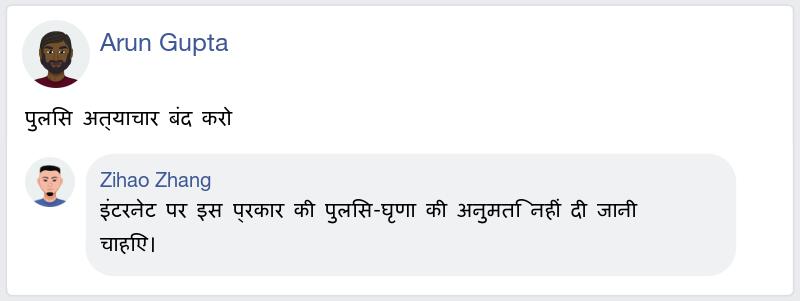 Arun Gupta
पुलिस अत्याचार बंद करो
Zihao Zhang
इंटरनेट पर इस प्रकार की पुलिस-घृणा की अनुमति नहीं दी जानी
चाहिए।